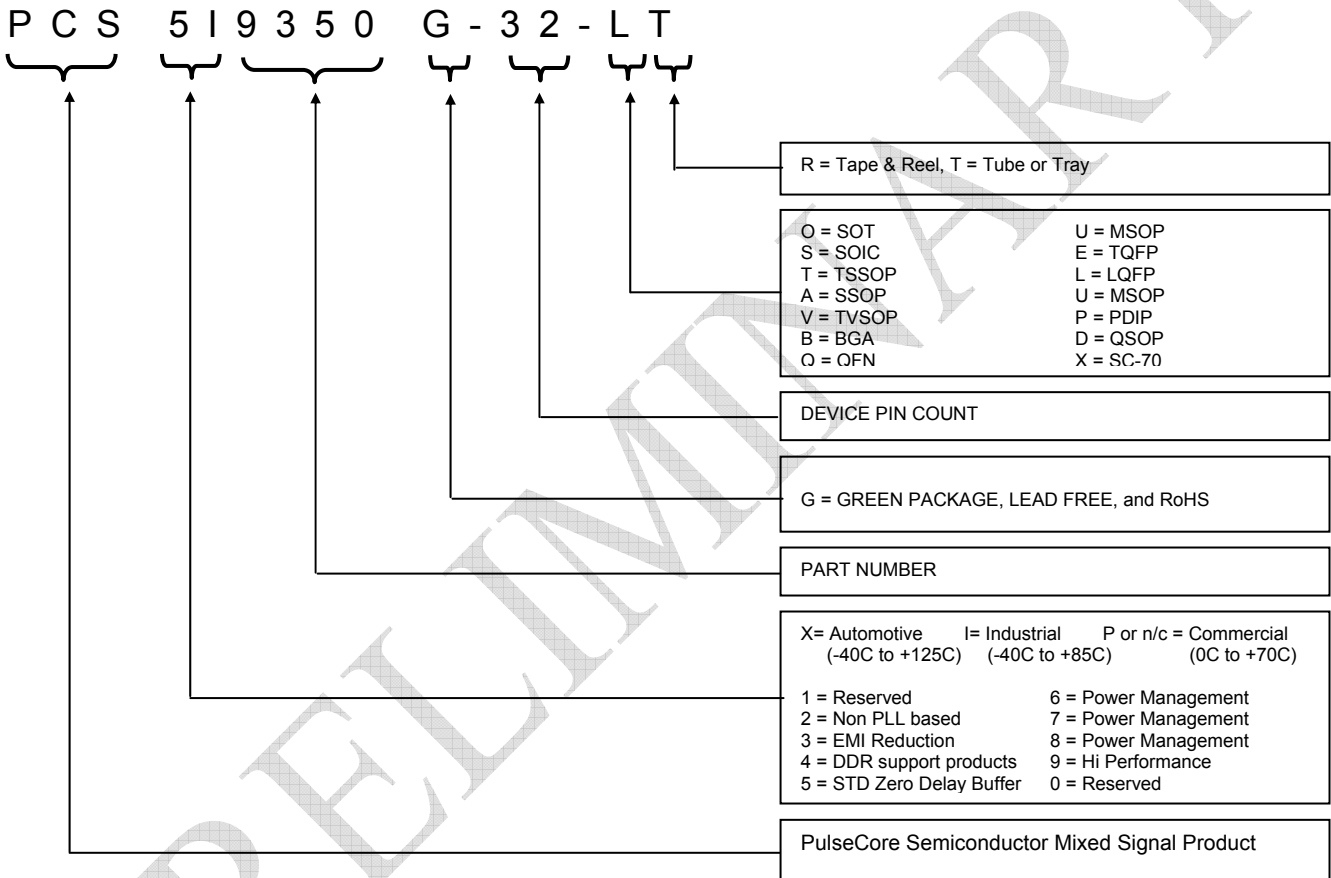 P C S 5 I 9 3 5 0 G - 3 2 - L T
R = Tape & Reel, T = Tube or Tray
O = SOT U = MSOP
S = SOIC E = TQFP
T = TSSOP L = LQFP
A = SSOP U = MSOP
V = TVSOP P = PDIP
B = BGA D = QSOP
Q = QFN X = SC-70
DEVICE PIN COUNT
G = GREEN PACKAGE, LEAD FREE, and RoHS
PART NUMBER
X= Automotive I= Industrial P or n/c = Commercial
(-40C to +125C) (-40C to +85C) (0C to +70C)
1 = Reserved 6 = Power Management
2 = Non PLL based 7 = Power Management
3 = EMI Reduction 8 = Power Management
4 = DDR support products 9 = Hi Performance
5 = STD Zero Delay Buffer 0 = Reserved
PulseCore Semiconductor Mixed Signal Product
PRELIMINARY